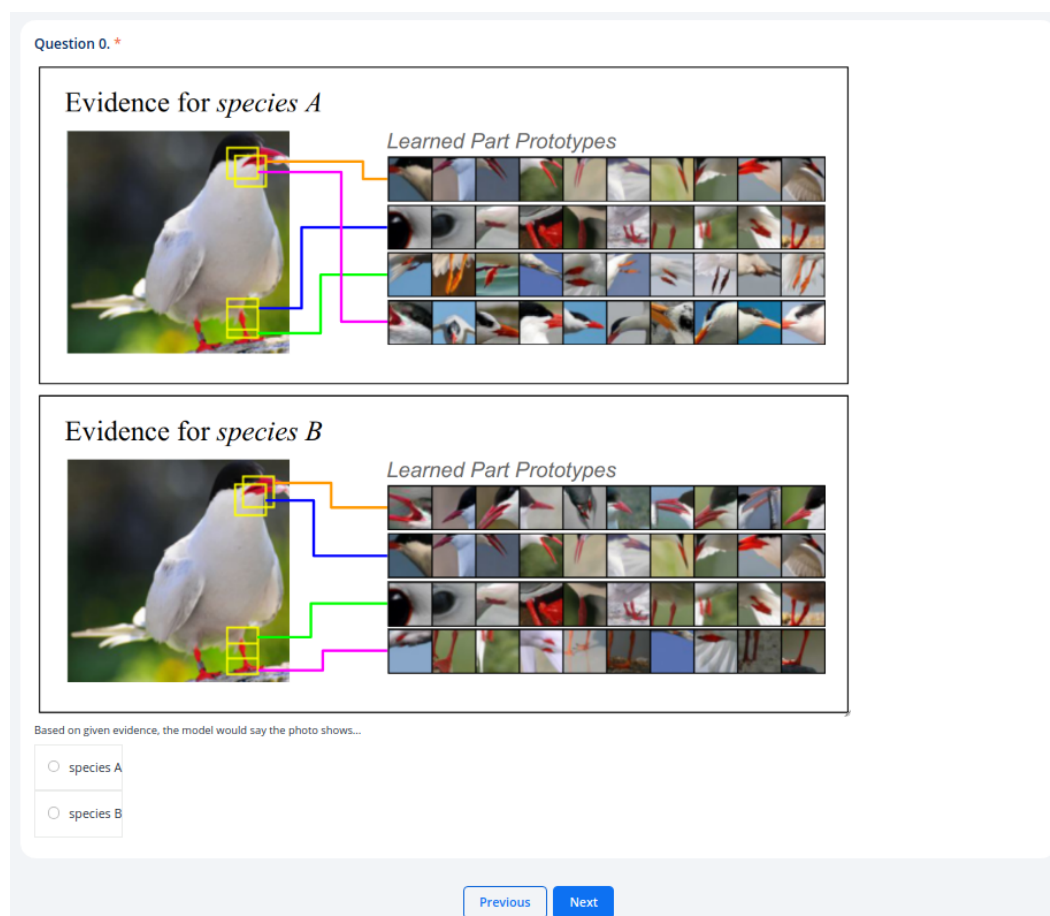 Question 0. *
Evidence for species A
Learned Part Prototypes
Evidence for species B
Learned Part Prototypes
Based on given evidence, the model would say the photo shows...
species A
species B
Previous
Next